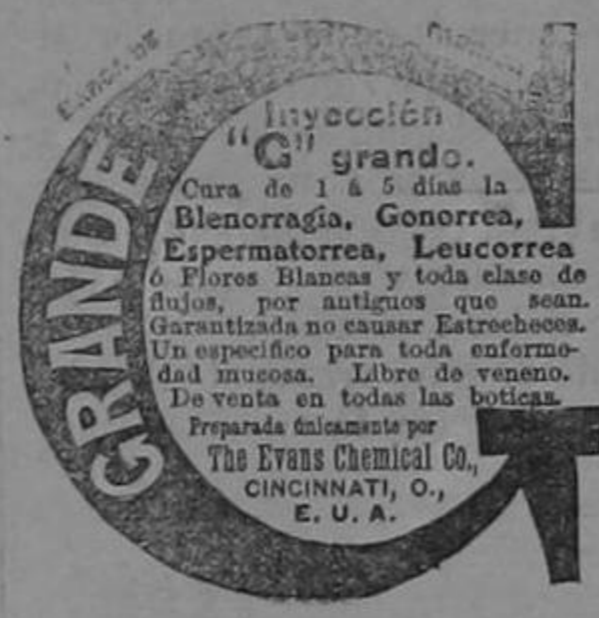 GRANDE
Inyección
"G" grande.
Cura de 1 á 5 días la
Blenorragía, Gonorrea,
Espermatorrea, Leucorrea
ó Flores Blancas y toda clase de
flujos, por antiguos que sean.
Garantizada no causar Estrecheces.
Un específico para toda enferme-
dad mucosa. Libre de veneno.
De venta en todas las boticas.
Preparada únicamente por
The Evans Chemical Co.,
CINCINNATI, O.,
E. U. A.